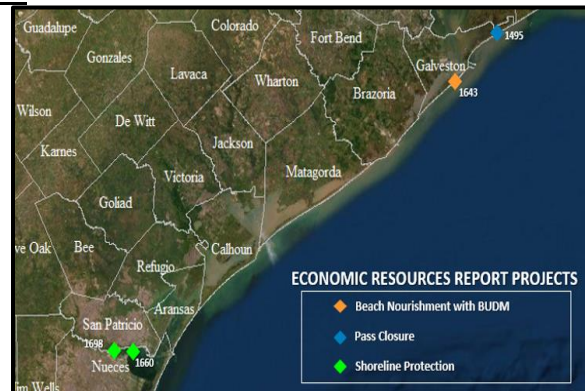 Guadalupe
Colorado
Fort Bend
1495
Gonzales
Galveston
Lavaca
Wharton
1643
Wilson
Brazoria
De Witt
Karnes
Jackson
Matagorda
Victoria
Goliad
Calhoun
ve Oak
Bee
Refugio
ECONOMIC RESOURCES REPORT PROJECTS
Aransas
Beach Nourishment with BUDM
San Patricio
Pass Closure
1698
1660
Nueces
Shoreline Protection
im Wells